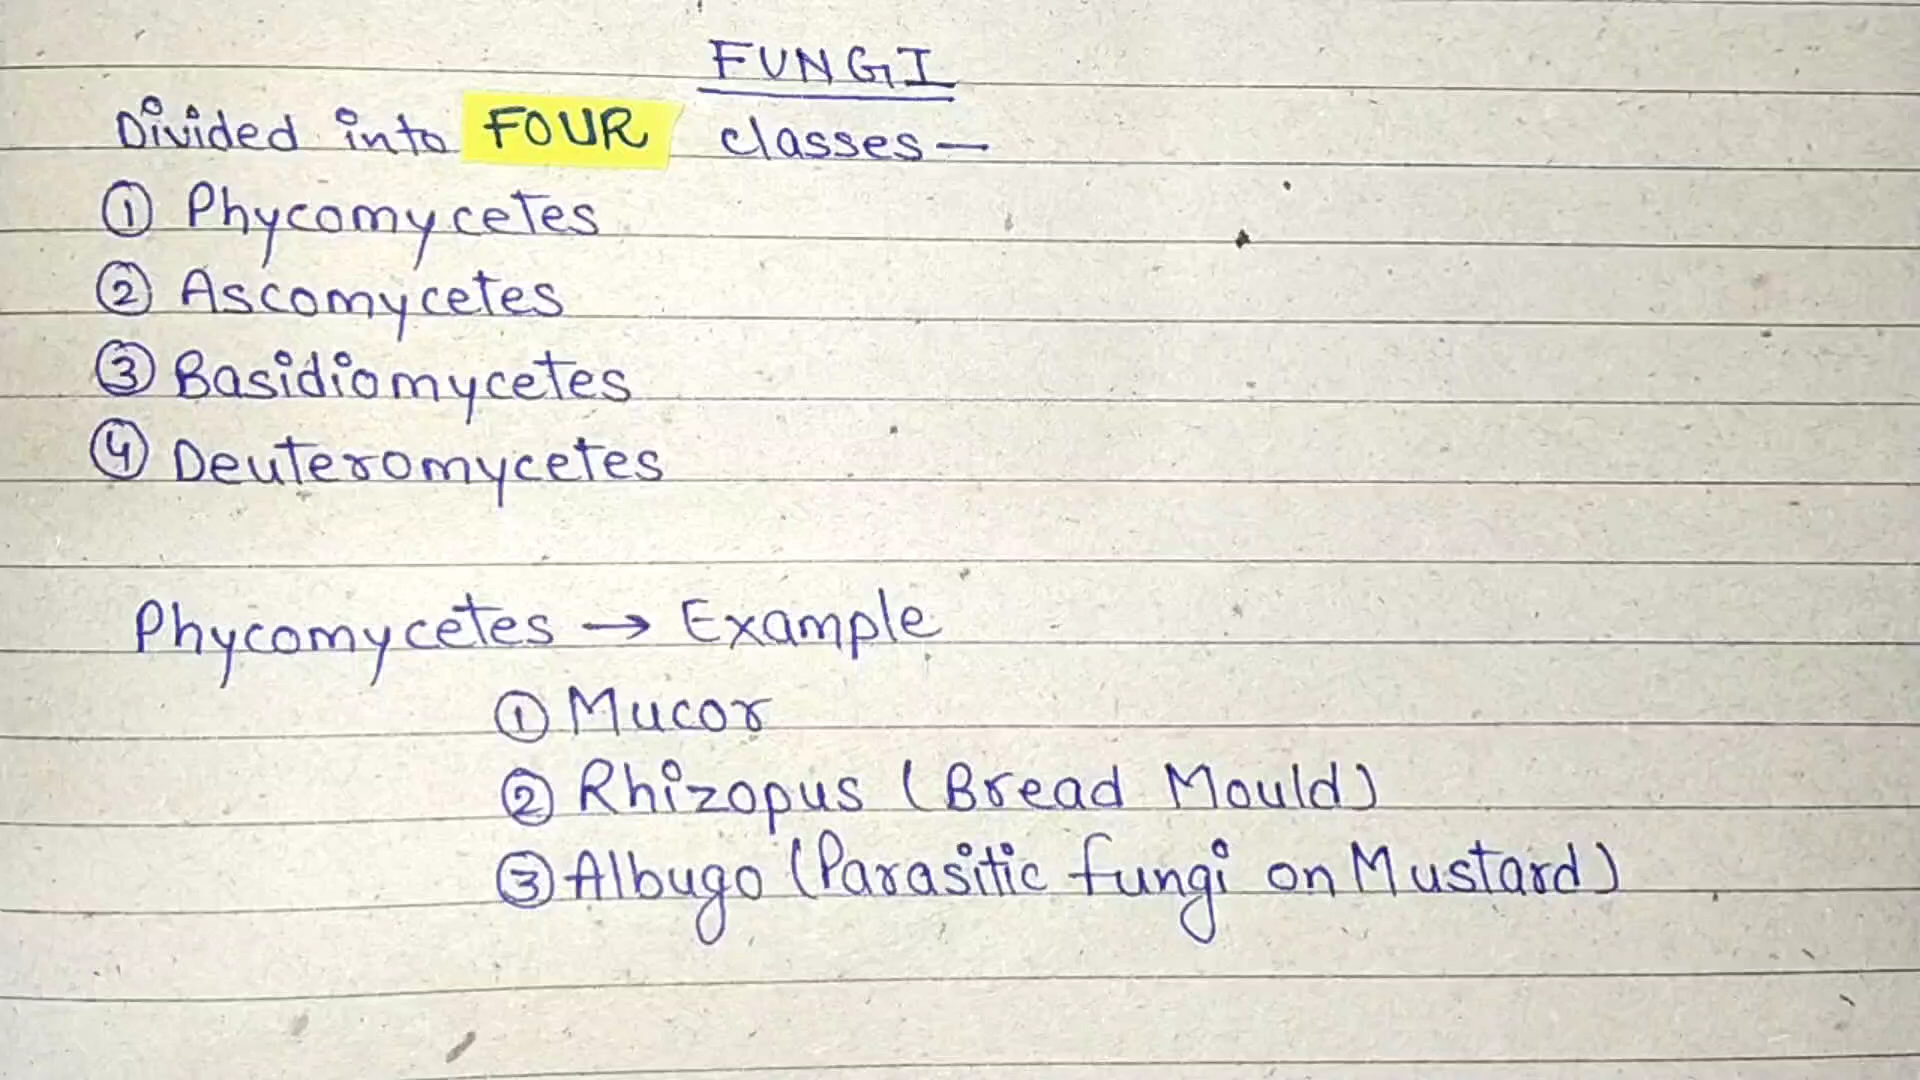 FUNGI
Divided into FOUR classes—
① Phycomycetes
② Ascomycetes
③ Basidiomycetes
④ Deuteromycetes
Phycomycetes → Example
① Mucor
② Rhizopus (Bread Mould)
③ Albugo (Parasitic fungi on Mustard)